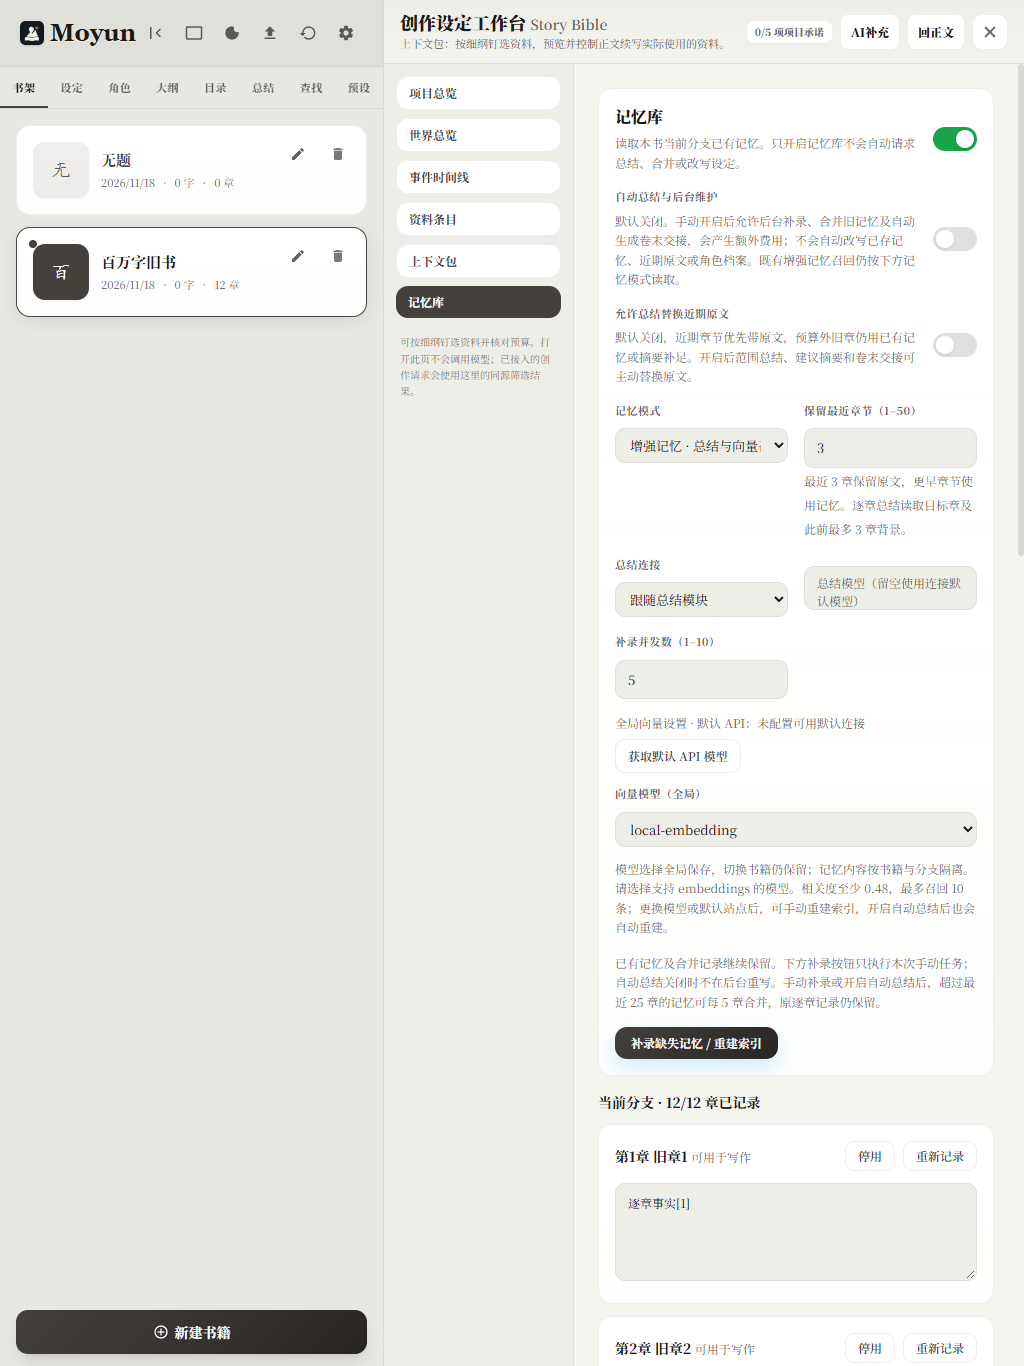 Moyun
书架 设定 角色 大纲 目录 总结 查找 预设
无
无题
2026/11/18 · 0 字 · 0 章
百
百万字旧书
2026/11/18 · 0 字 · 12 章
新建书籍
创作设定工作台 Story Bible
上下文包：按细纲钉选资料，预览并控制正文续写实际使用的资料。
0/5 项项目承诺
AI补充
回正文
项目总览
世界总览
事件时间线
资料条目
上下文包
记忆库
可按细纲钉选资料并核对预算。打
开此页不会调用模型；已接入的创
作请求会使用这里的同源筛选结
果。
记忆库
读取本书当前分支已有记忆。只开启记忆库不会自动请求
总结、合并或改写设定。
自动总结与后台维护
默认关闭。手动开启后允许后台补录、合并旧记忆及自动
生成卷末交接，会产生额外费用；不会自动改写已存记
忆、近期原文或角色档案。既有增强记忆召回仍按下方记
忆模式读取。
允许总结替换近期原文
默认关闭，近期章节优先带原文，预算外旧章仍用已有记
忆或摘要补足。开启后范围总结、建议摘要和卷末交接可
主动替换原文。
记忆模式
增强记忆 · 总结与向量
保留最近章节（1–50）
3
最近 3 章保留原文，更早章节使
用记忆。逐章总结读取目标章及
此前最多 3 章背景。
总结连接
跟随总结模块
总结模型（留空使用连接默
认模型）
补录并发数（1–10）
5
全局向量设置 · 默认 API：未配置可用默认连接
获取默认 API 模型
向量模型（全局）
local-embedding
模型选择全局保存，切换书籍仍保留；记忆内容按书籍与分支隔离。
请选择支持 embeddings 的模型。相关度至少 0.48，最多召回 10
条；更换模型或默认站点后，可手动重建索引，开启自动总结后也会
自动重建。
已有记忆及合并记录继续保留。下方补录按钮只执行本次手动任务；
自动总结关闭时不在后台重写。手动补录或开启自动总结后，超过最
近 25 章的记忆可每 5 章合并，原逐章记录仍保留。
补录缺失记忆 / 重建索引
当前分支 · 12/12 章已记录
第1章 旧章1 可用于写作
停用
重新记录
逐章事实[1]
第2章 旧章2 可用于写作
停用
重新记录